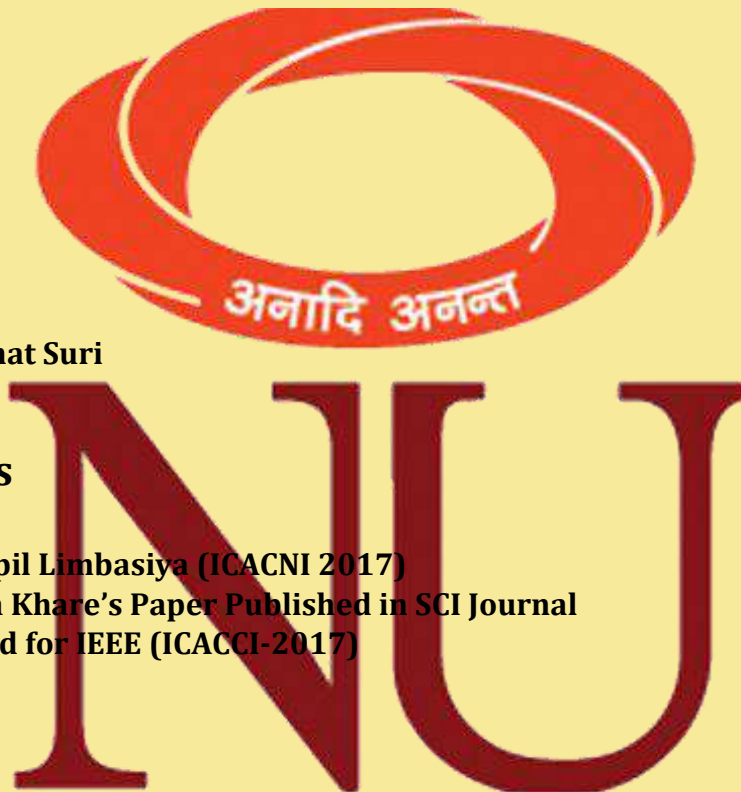 अनादि अनन्त
hat Suri
s
pil Limbasiya (ICACNI 2017)
n Khare’s Paper Published in SCI Journal
d for IEEE (ICACCI-2017)
NU